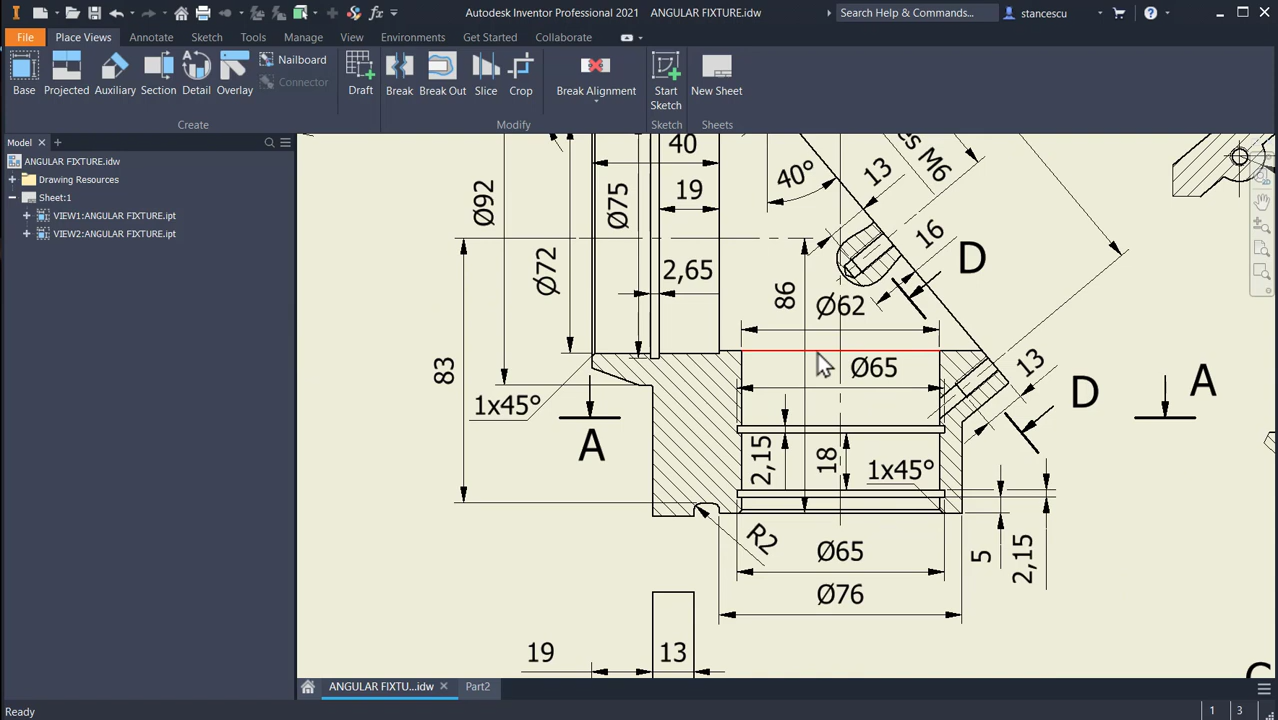 Autodesk Inventor Professional 2021 ANGULAR FIXTURE.idw
Search Help & Commands...
stancescu
File
Place Views
Annotate
Sketch
Tools
Manage
View
Environments
Get Started
Collaborate
Base
Projected
Auxiliary
Section
Detail
Overlay
Nailboard
Connector
Draft
Break
Break Out
Slice
Crop
Break Alignment
Start
Sketch
New Sheet
Create
Modify
Sketch
Sheets
Model
ANGULAR FIXTURE.idw
Drawing Resources
Sheet:1
VIEW1:ANGULAR FIXTURE.ipt
VIEW2:ANGULAR FIXTURE.ipt
40
es M6
40°
13
Ø92
Ø75
19
16
D
Ø72
2,65
86
Ø62
83
Ø65
13
A
D
1x45°
A
2,15
18
1x45°
R2
Ø65
5
2,15
Ø76
19
13
ANGULAR FIXTU...idw
Part2
Ready
1
3